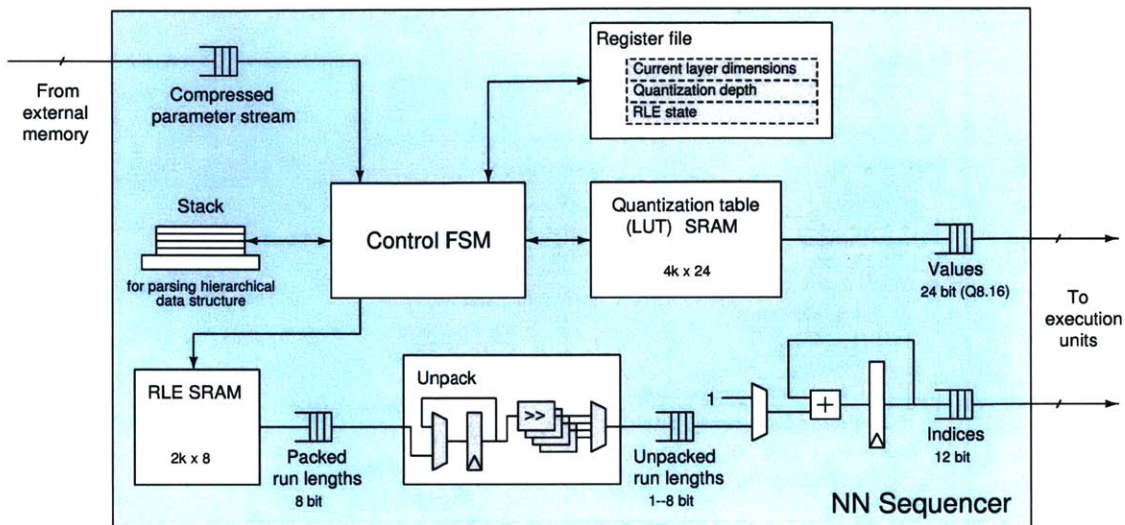 From
external
memory
Compressed
parameter stream
Register file
Current layer dimensions
Quantization depth
RLE state
Stack
for parsing hierarchical
data structure
Control FSM
Quantization table
(LUT) SRAM
4k x 24
Values
24 bit (Q8.16)
To
execution
units
RLE SRAM
2k x 8
Packed
run lengths
8 bit
Unpack
>>
Unpacked
run lengths
1--8 bit
1
+
Indices
12 bit
NN Sequencer